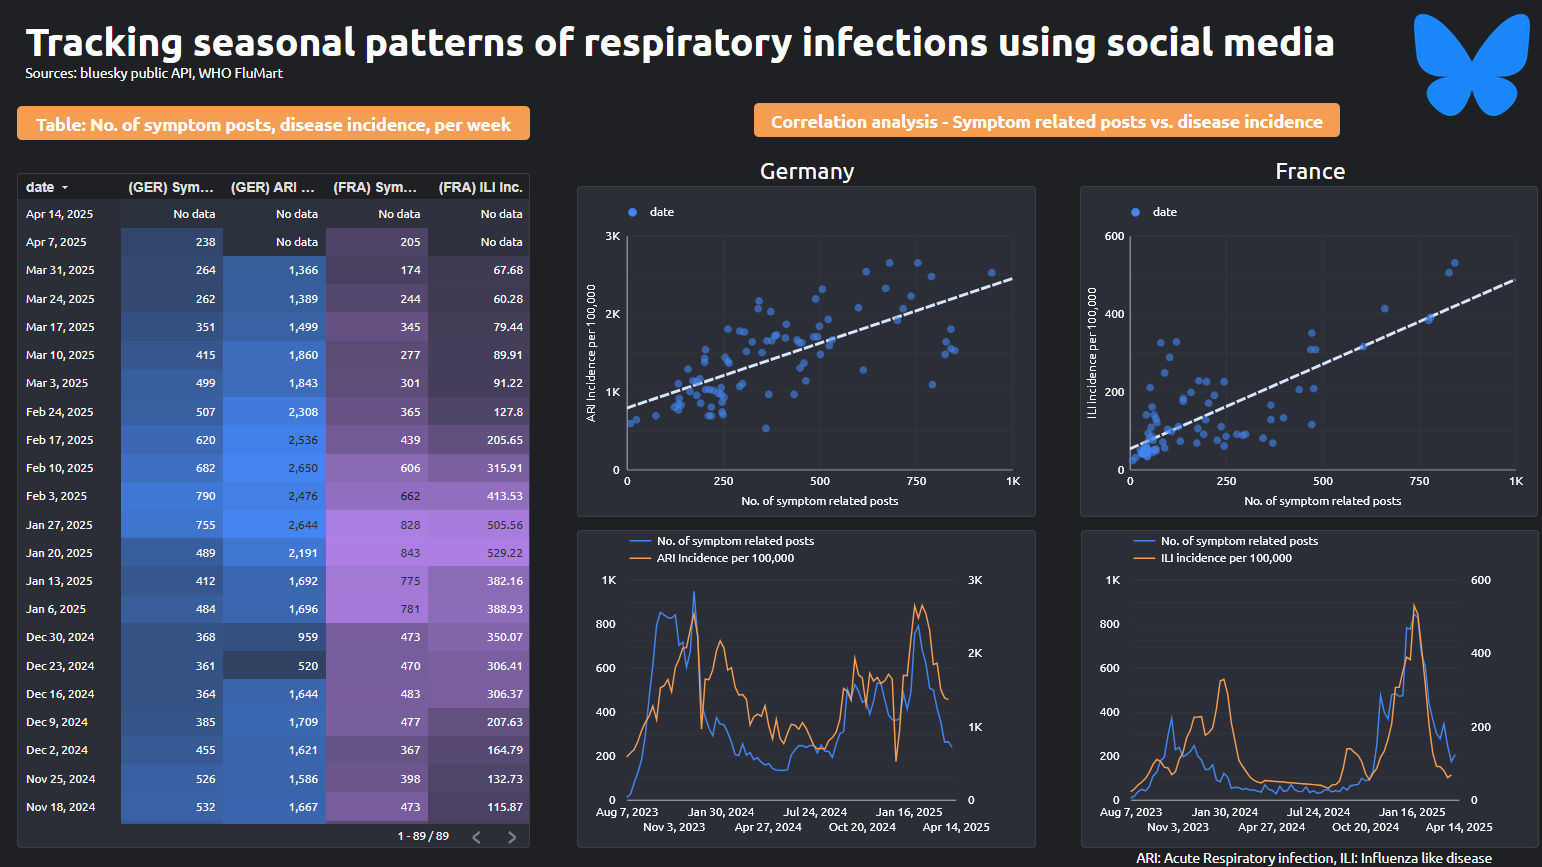 Tracking seasonal patterns of respiratory infections using social media
Sources: bluesky public API, WHO FluMart
Table: No. of symptom posts, disease incidence, per week
Correlation analysis - Symptom related posts vs. disease incidence
date (GER) Sym... (GER) ARI ... (FRA) Sym... (FRA) ILI Inc.
Apr 14, 2025 No data No data No data No data
Apr 7, 2025 238 No data 205 No data
Mar 31, 2025 264 1,366 174 67.68
Mar 24, 2025 262 1,389 244 60.28
Mar 17, 2025 351 1,499 345 79.44
Mar 10, 2025 415 1,860 277 89.91
Mar 3, 2025 499 1,843 301 91.22
Feb 24, 2025 507 2,308 365 127.8
Feb 17, 2025 620 2,536 439 205.65
Feb 10, 2025 682 2,650 606 315.91
Feb 3, 2025 790 2,476 662 413.53
Jan 27, 2025 755 2,644 828 505.56
Jan 20, 2025 489 2,191 843 529.22
Jan 13, 2025 412 1,692 775 382.16
Jan 6, 2025 484 1,696 781 388.93
Dec 30, 2024 368 959 473 350.07
Dec 23, 2024 361 520 470 306.41
Dec 16, 2024 364 1,644 483 306.37
Dec 9, 2024 385 1,709 477 207.63
Dec 2, 2024 455 1,621 367 164.79
Nov 25, 2024 526 1,586 398 132.73
Nov 18, 2024 532 1,667 473 115.87
1 - 89 / 89
Germany
date
ARI Incidence per 100,000
3K
2K
1K
0
0 250 500 750 1K
No. of symptom related posts
France
date
ILI incidence per 100,000
600
400
200
0
0 250 500 750 1K
No. of symptom related posts
No. of symptom related posts
ARI Incidence per 100,000
1K 3K
800
2K
600
400
1K
200
0 0
Aug 7, 2023 Jan 30, 2024 Jul 24, 2024 Jan 16, 2025
Nov 3, 2023 Apr 27, 2024 Oct 20, 2024 Apr 14, 2025
No. of symptom related posts
ILI incidence per 100,000
1K 600
800
400
600
400
200
200
0 0
Aug 7, 2023 Jan 30, 2024 Jul 24, 2024 Jan 16, 2025
Nov 3, 2023 Apr 27, 2024 Oct 20, 2024 Apr 14, 2025
ARI: Acute Respiratory infection, ILI: Influenza like disease